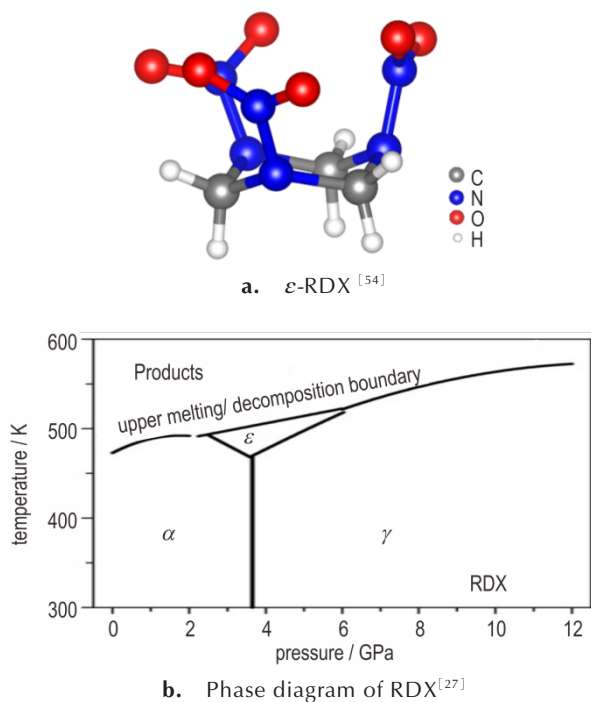 C
N
O
H
a. ε-RDX [54]
600
500
400
300
temperature / K
Products
upper melting/ decomposition boundary
ε
α
γ
RDX
0 2 4 6 8 10 12
pressure / GPa
b. Phase diagram of RDX[27]